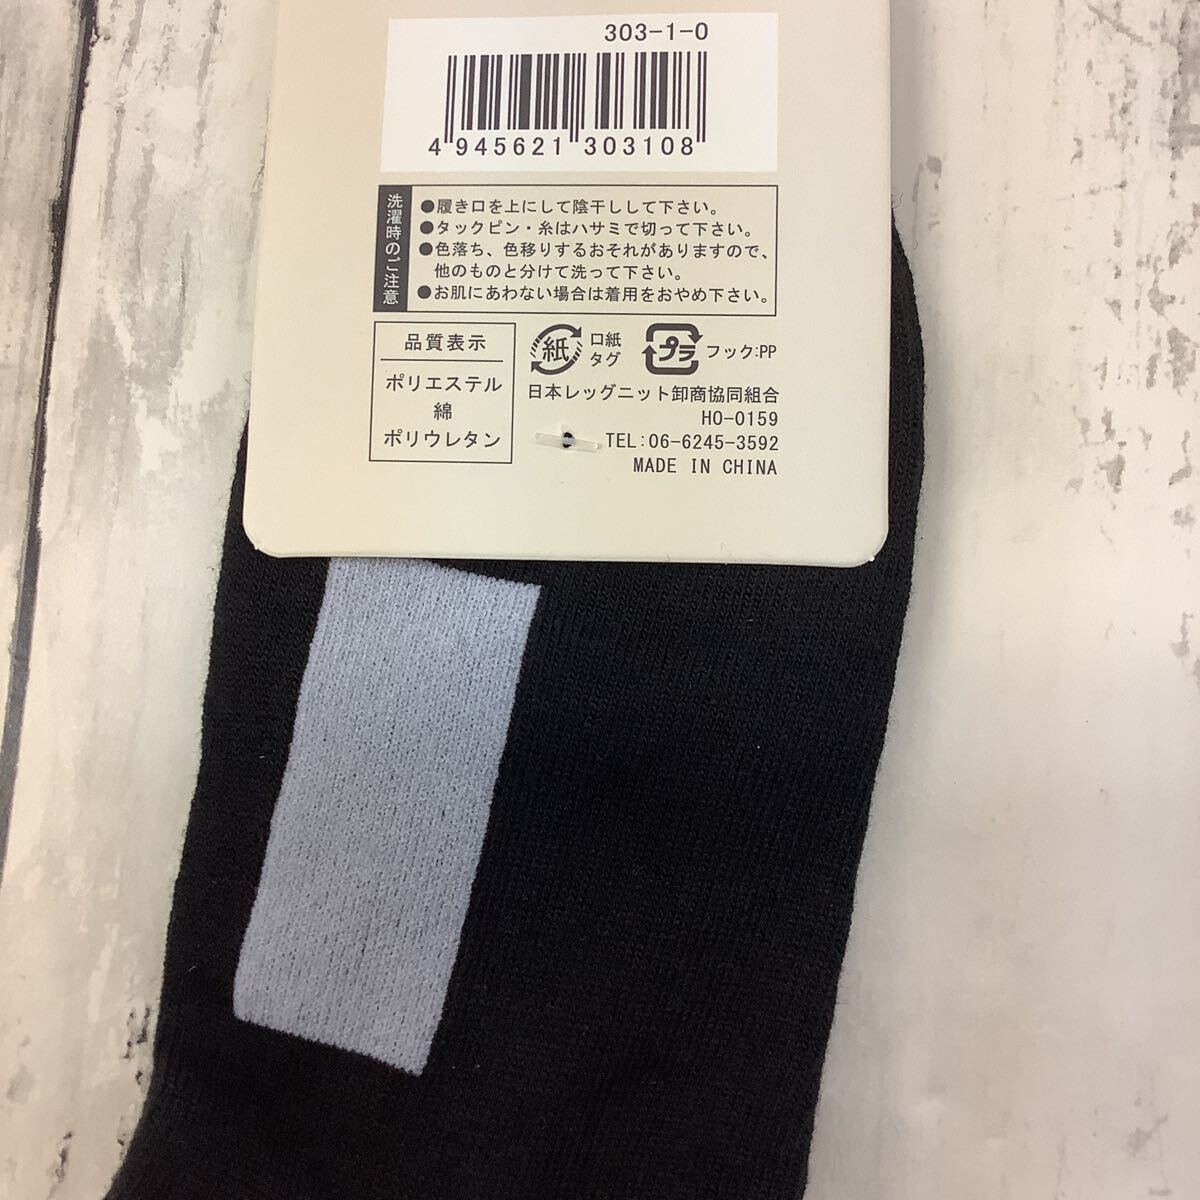 303-1-0
4 945621 303108
洗濯時のご注意
●履き口を上にして陰干しして下さい。
●タックピン・糸はハサミで切って下さい。
●色落ち、色移りするおそれがありますので、
他のものと分けて洗って下さい。
●お肌にあわない場合は着用をおやめ下さい。
品質表示
ポリエステル
綿
ポリウレタン
紙
口紙
タグ
プラ
フック:PP
日本レッグニット卸商協同組合
HO-0159
TEL:06-6245-3592
MADE IN CHINA